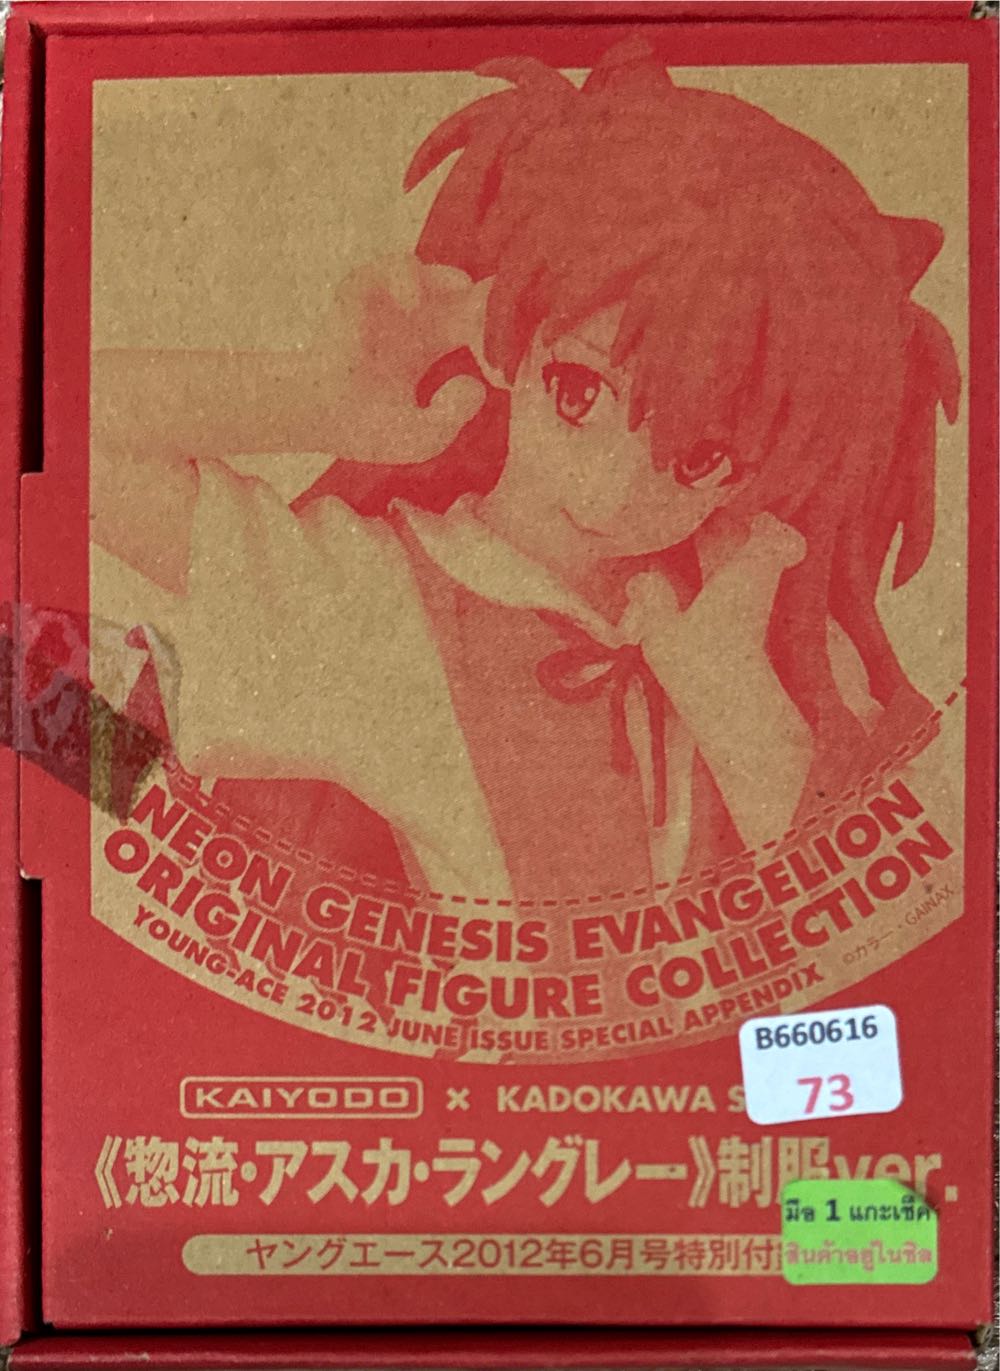 NEON GENESIS EVANGELION
ORIGINAL FIGURE COLLECTION
YOUNG-ACE 2012 JUNE ISSUE SPECIAL APPENDIX
©カラー・GAINAX
B660616
73
KAIYODO × KADOKAWA S
《惣流・アスカ・ラングレー》制服ver.
ヤングエース2012年6月号特別付
มือ 1 แกะเช็ค
สินค้าอยู่ในซีล